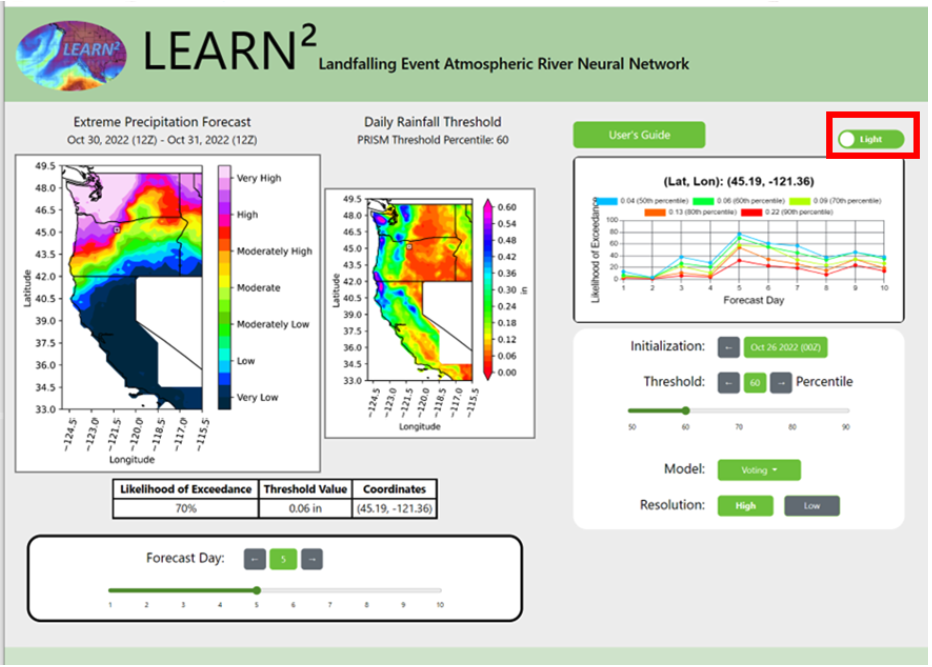 LEARN²
LEARN²
Landfalling Event Atmospheric River Neural Network
Extreme Precipitation Forecast
Oct 30, 2022 (12Z) - Oct 31, 2022 (12Z)
49.5
48.0
46.5
45.0
43.5
42.0
40.5
39.0
37.5
36.0
34.5
33.0
Latitude
−124.5
−123.0
−121.5
−120.0
−118.5
−117.0
−115.5
Longitude
Very High
High
Moderately High
Moderate
Moderately Low
Low
Very Low
Daily Rainfall Threshold
PRISM Threshold Percentile: 60
49.5
48.0
46.5
45.0
43.5
42.0
40.5
39.0
37.5
36.0
34.5
33.0
Latitude
−124.5
−123.0
−121.5
−120.0
−118.5
−117.0
−115.5
Longitude
0.60
0.54
0.48
0.42
0.36
0.30
0.24
0.18
0.12
0.06
0.00
in
Likelihood of Exceedance Threshold Value Coordinates
70% 0.06 in (45.19, -121.36)
Forecast Day: ← 5 →
1 2 3 4 5 6 7 8 9 10
User's Guide
Light
(Lat, Lon): (45.19, -121.36)
0.04 (50th percentile) 0.06 (60th percentile) 0.09 (70th percentile)
0.13 (80th percentile) 0.22 (90th percentile)
Likelihood of Exceedance
100
80
60
40
20
0
1 2 3 4 5 6 7 8 9 10
Forecast Day
Initialization: ← Oct 26 2022 (00Z)
Threshold: ← 60 → Percentile
50 60 70 80 90
Model: Voting
Resolution: High Low